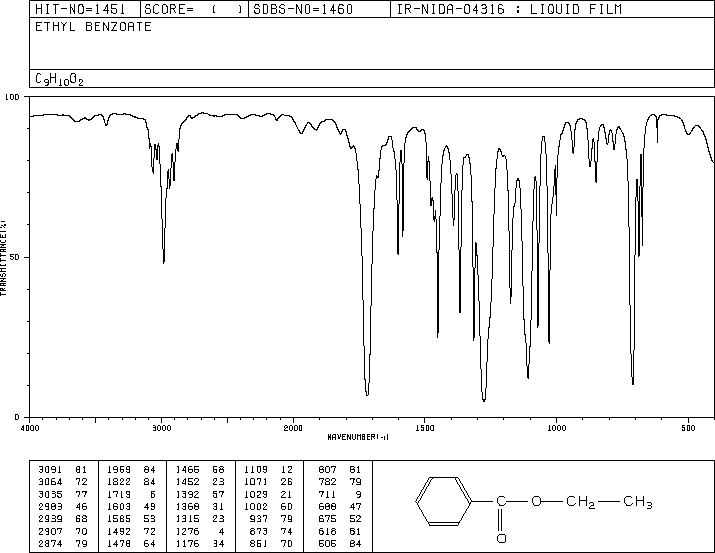 HIT-NO=1451 SCORE= ( ) SDBS-NO=1460 IR-NIDA-04316 : LIQUID FILM
ETHYL BENZOATE
C9H10O2
100
50
0
TRANSMITTANCE(%)
4000 3000 2000 1500 1000 500
WAVENUMBER(-1)
3091 81 1969 84 1466 58 1109 12 807 81
3064 72 1822 84 1452 23 1071 26 782 79
3035 77 1719 6 1392 57 1029 21 711 9
2983 46 1603 49 1368 31 1002 60 688 47
2939 68 1585 53 1315 23 937 79 675 52
2907 70 1492 72 1276 4 873 74 618 81
2874 79 1478 64 1176 34 851 70 506 84
C O CH2 CH3
O